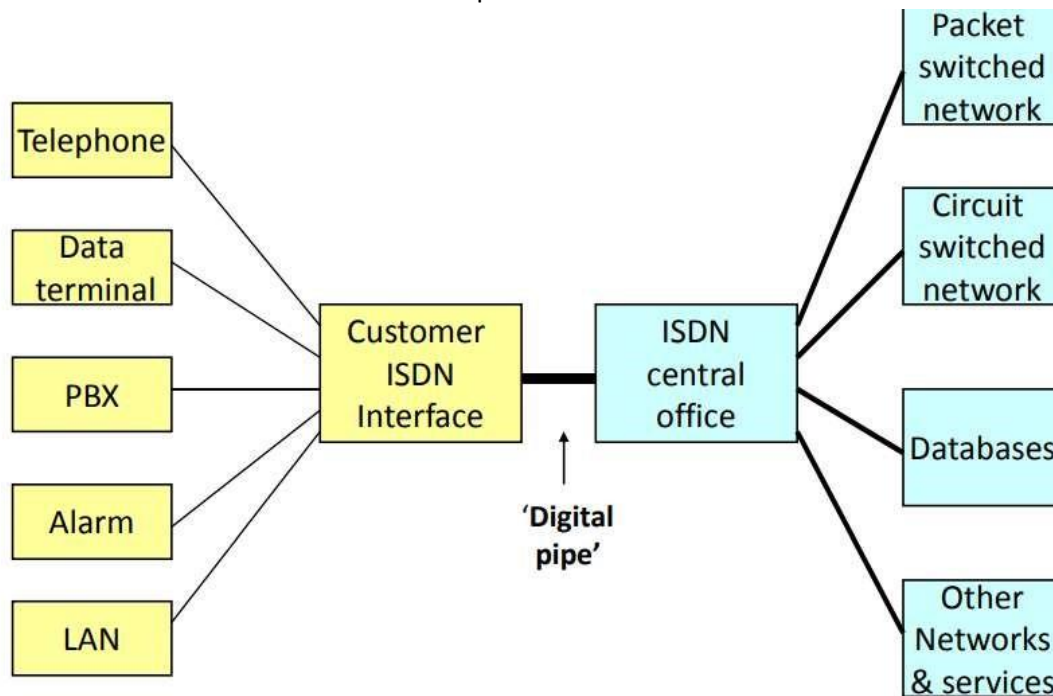 Telephone
Data
terminal
PBX
Alarm
LAN
Customer
ISDN
Interface
‘Digital
pipe’
ISDN
central
office
Packet
switched
network
Circuit
switched
network
Databases
Other
Networks
& services